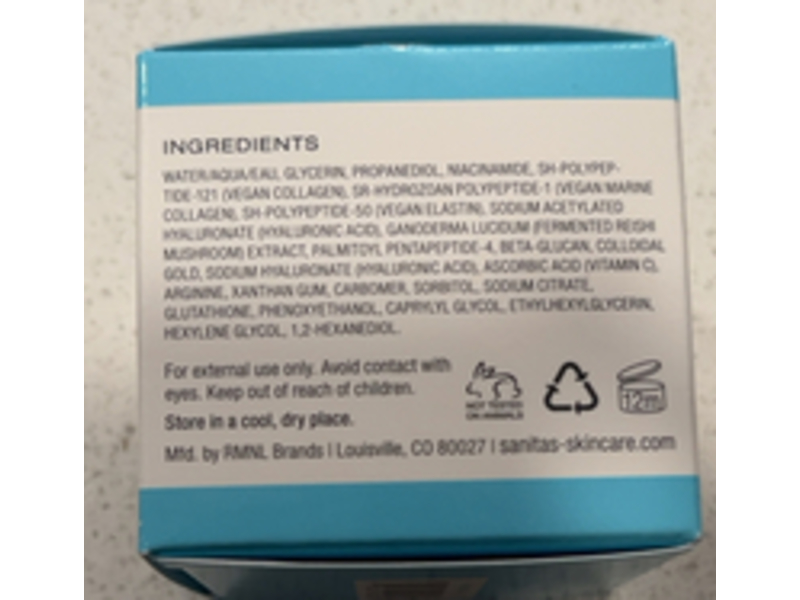 INGREDIENTS
WATER/AQUA/EAU, GLYCERIN, PROPANEDIOL, NIACINAMIDE, SH-POLYPEP-
TIDE-121 (VEGAN COLLAGEN), SR-HYDROZOAN POLYPEPTIDE-1 (VEGAN MARINE
COLLAGEN), SH-POLYPEPTIDE-50 (VEGAN ELASTIN), SODIUM ACETYLATED
HYALURONATE (HYALURONIC ACID), GANODERMA LUCIDUM (FERMENTED REISHI
MUSHROOM) EXTRACT, PALMITOYL PENTAPEPTIDE-4, BETA-GLUCAN, COLLOIDAL
GOLD, SODIUM HYALURONATE (HYALURONIC ACID), ASCORBIC ACID (VITAMIN C),
ARGININE, XANTHAN GUM, CARBOMER, SORBITOL, SODIUM CITRATE,
GLUTATHIONE, PHENOXYETHANOL, CAPRYLYL GLYCOL, ETHYLHEXYLGLYCERIN,
HEXYLENE GLYCOL, 1,2-HEXANEDIOL.
For external use only. Avoid contact with
eyes. Keep out of reach of children.
Store in a cool, dry place.
NOT TESTED
ON ANIMALS
12m
Mfd. by RMNL Brands | Louisville, CO 80027 | sanitas-skincare.com